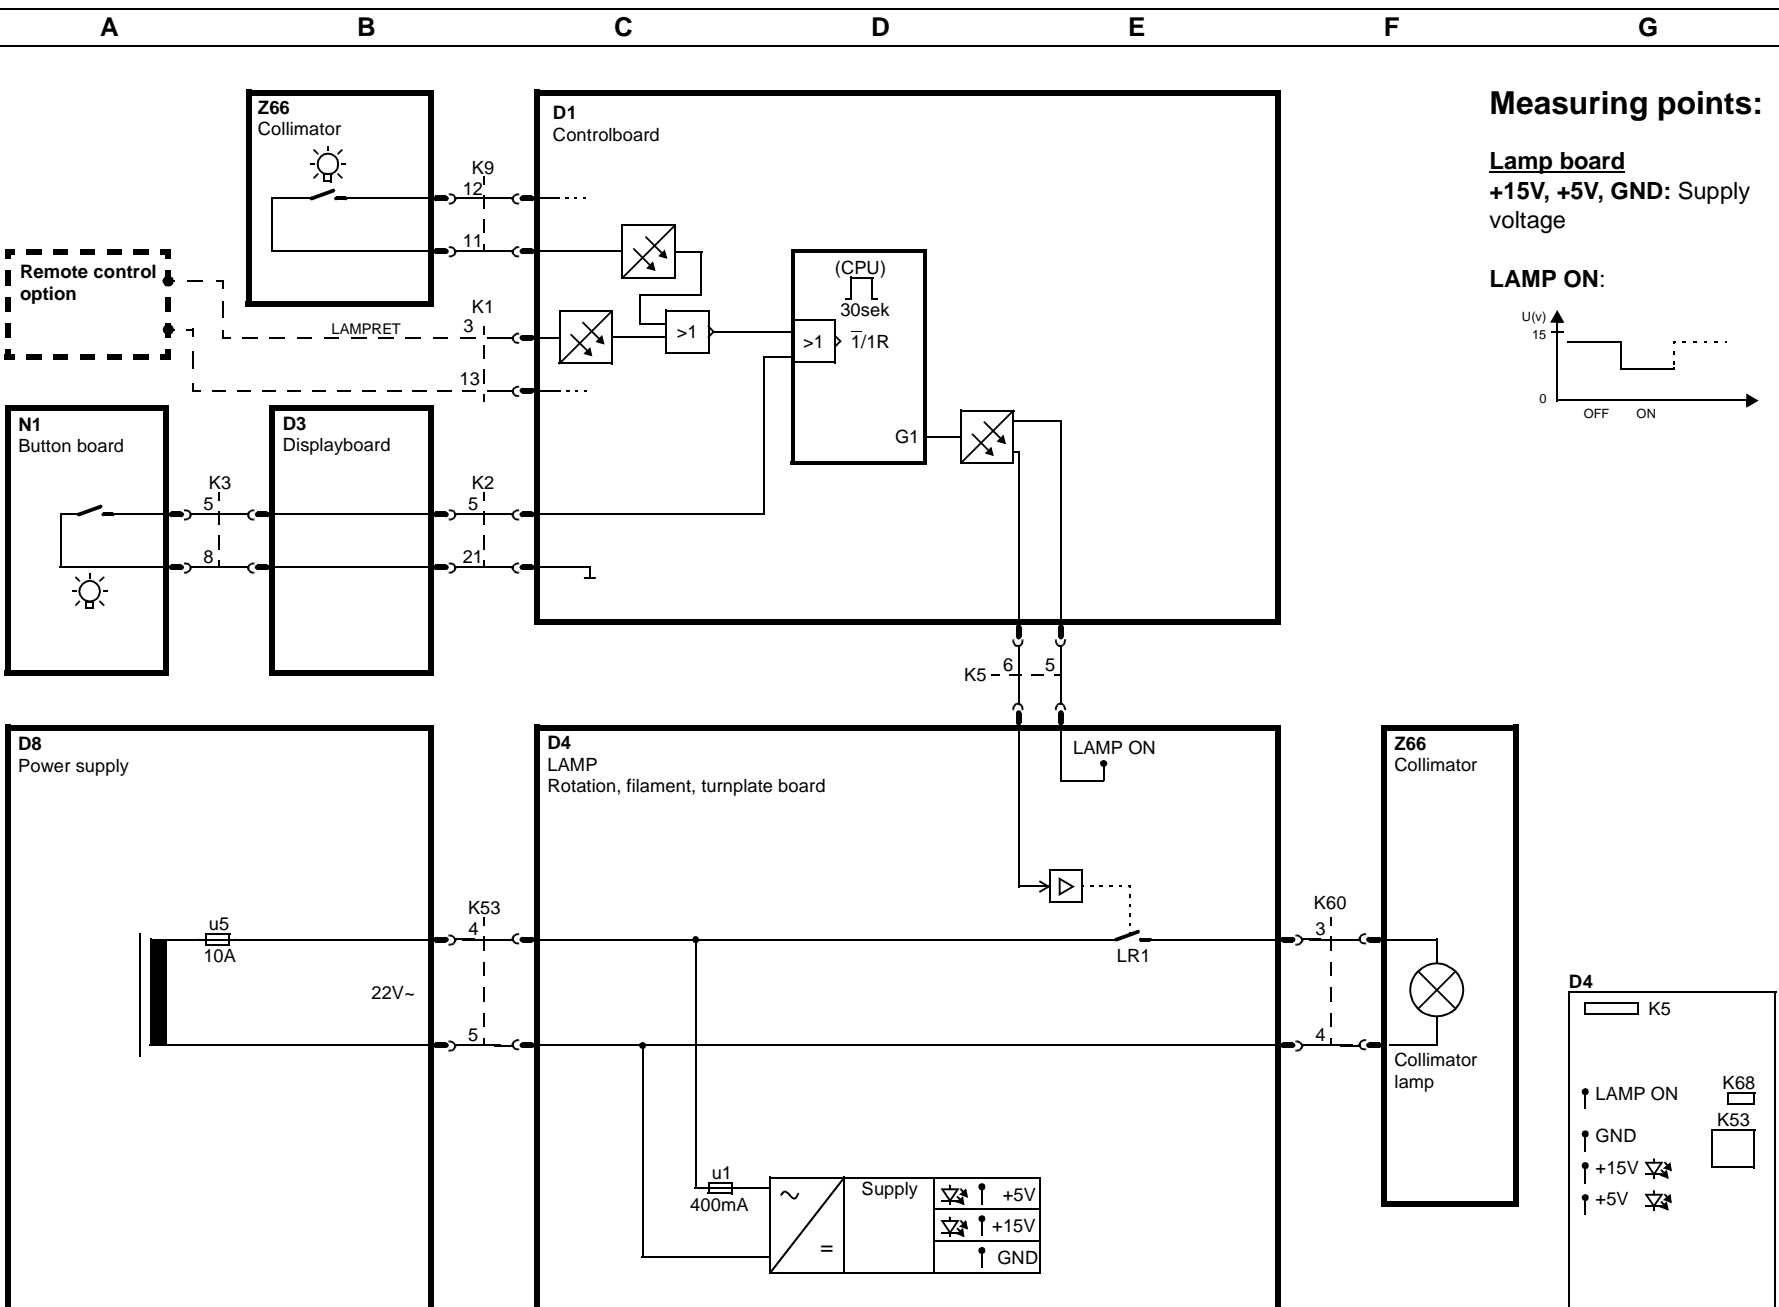 A B C D E F G
Z66
Collimator
K9
12
11
D1
Controlboard
Measuring points:
Lamp board
+15V, +5V, GND: Supply
voltage
LAMP ON:
U(v)
15
0
OFF ON
Remote control
option
LAMPRET
K1
3
13
(CPU)
30sek
>1
>1
1/1R
G1
N1
Button board
K3
5
8
D3
Displayboard
K2
5
21
K5
6
5
D8
Power supply
u5
10A
22V~
K53
4
5
D4
LAMP
Rotation, filament, turnplate board
LAMP ON
LR1
u1
400mA
~
=
Supply
+5V
+15V
GND
K60
3
4
Z66
Collimator
Collimator
lamp
D4
K5
LAMP ON
K68
K53
GND
+15V
+5V